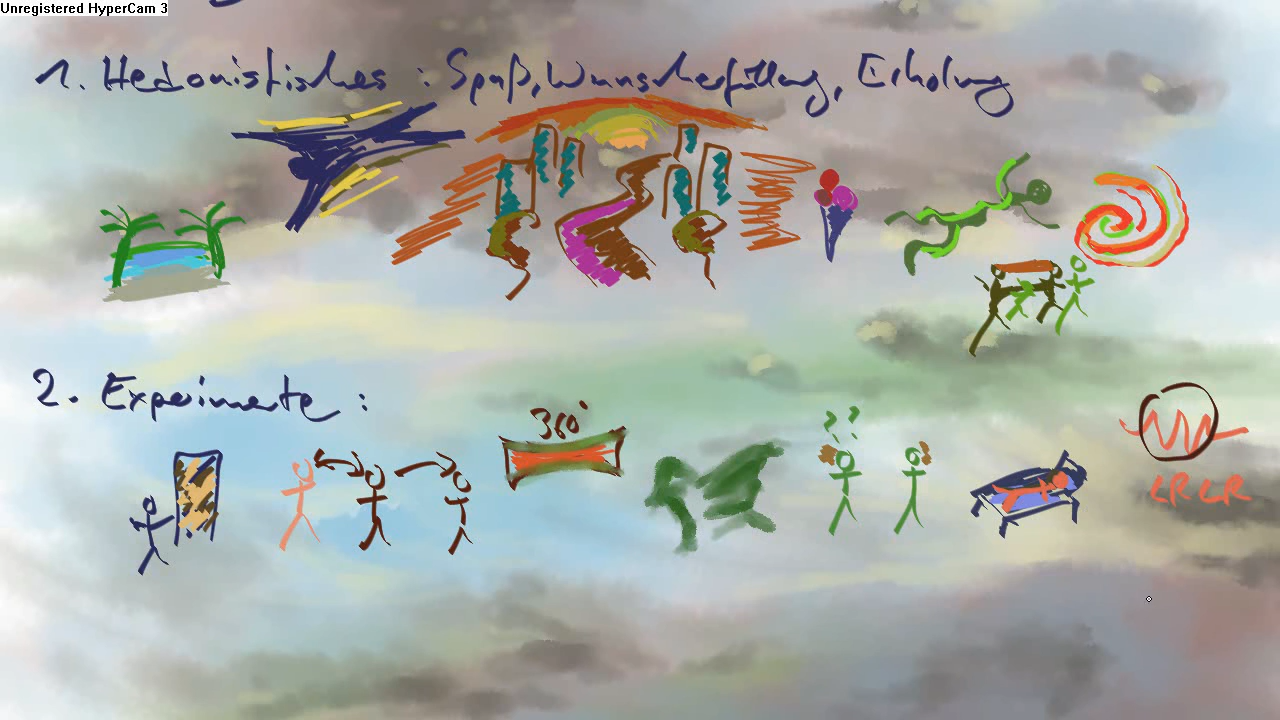 Unregistered HyperCam 3
1. Hedonistisches : Spaß, Wunscherfüllung, Erholung
2. Experimente :
360°
? ?
LRLR